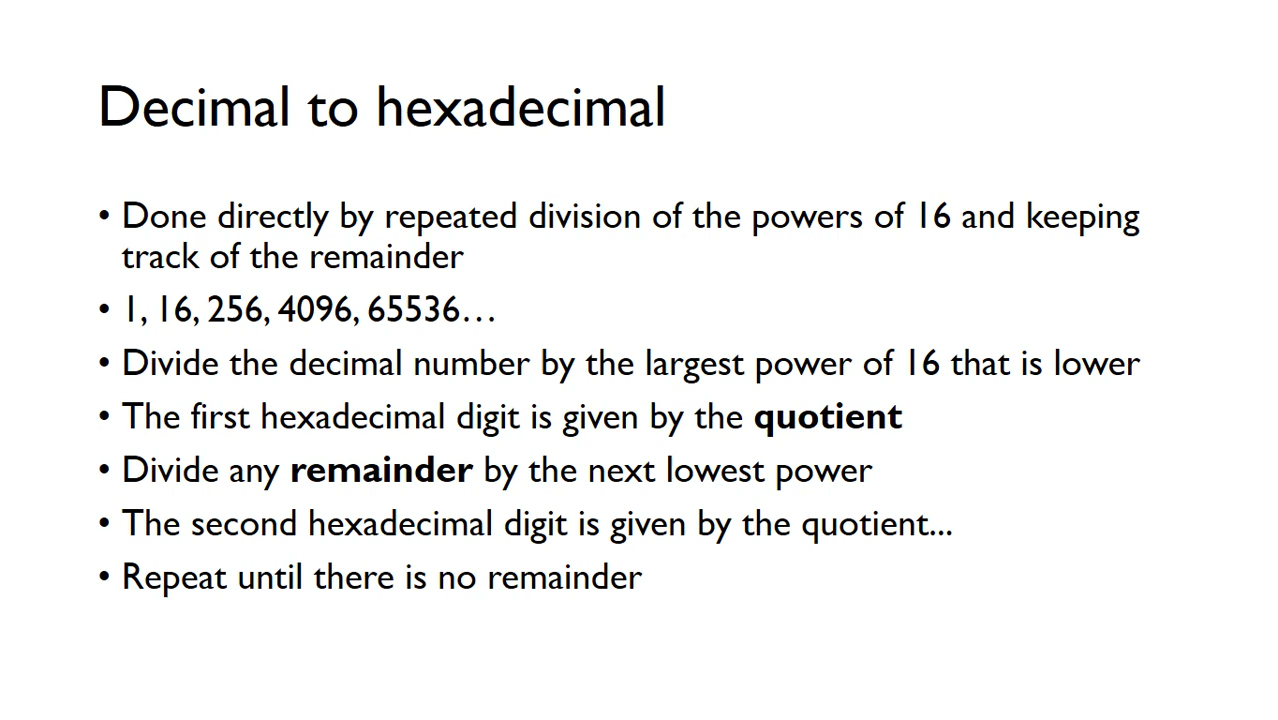 Decimal to hexadecimal
• Done directly by repeated division of the powers of 16 and keeping
track of the remainder
• 1, 16, 256, 4096, 65536…
• Divide the decimal number by the largest power of 16 that is lower
• The first hexadecimal digit is given by the quotient
• Divide any remainder by the next lowest power
• The second hexadecimal digit is given by the quotient...
• Repeat until there is no remainder